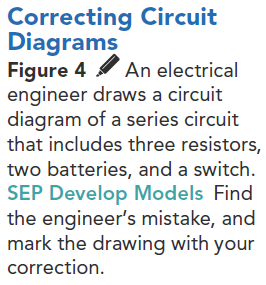 Correcting Circuit
Diagrams
Figure 4 An electrical
engineer draws a circuit
diagram of a series circuit
that includes three resistors,
two batteries, and a switch.
SEP Develop Models Find
the engineer’s mistake, and
mark the drawing with your
correction.